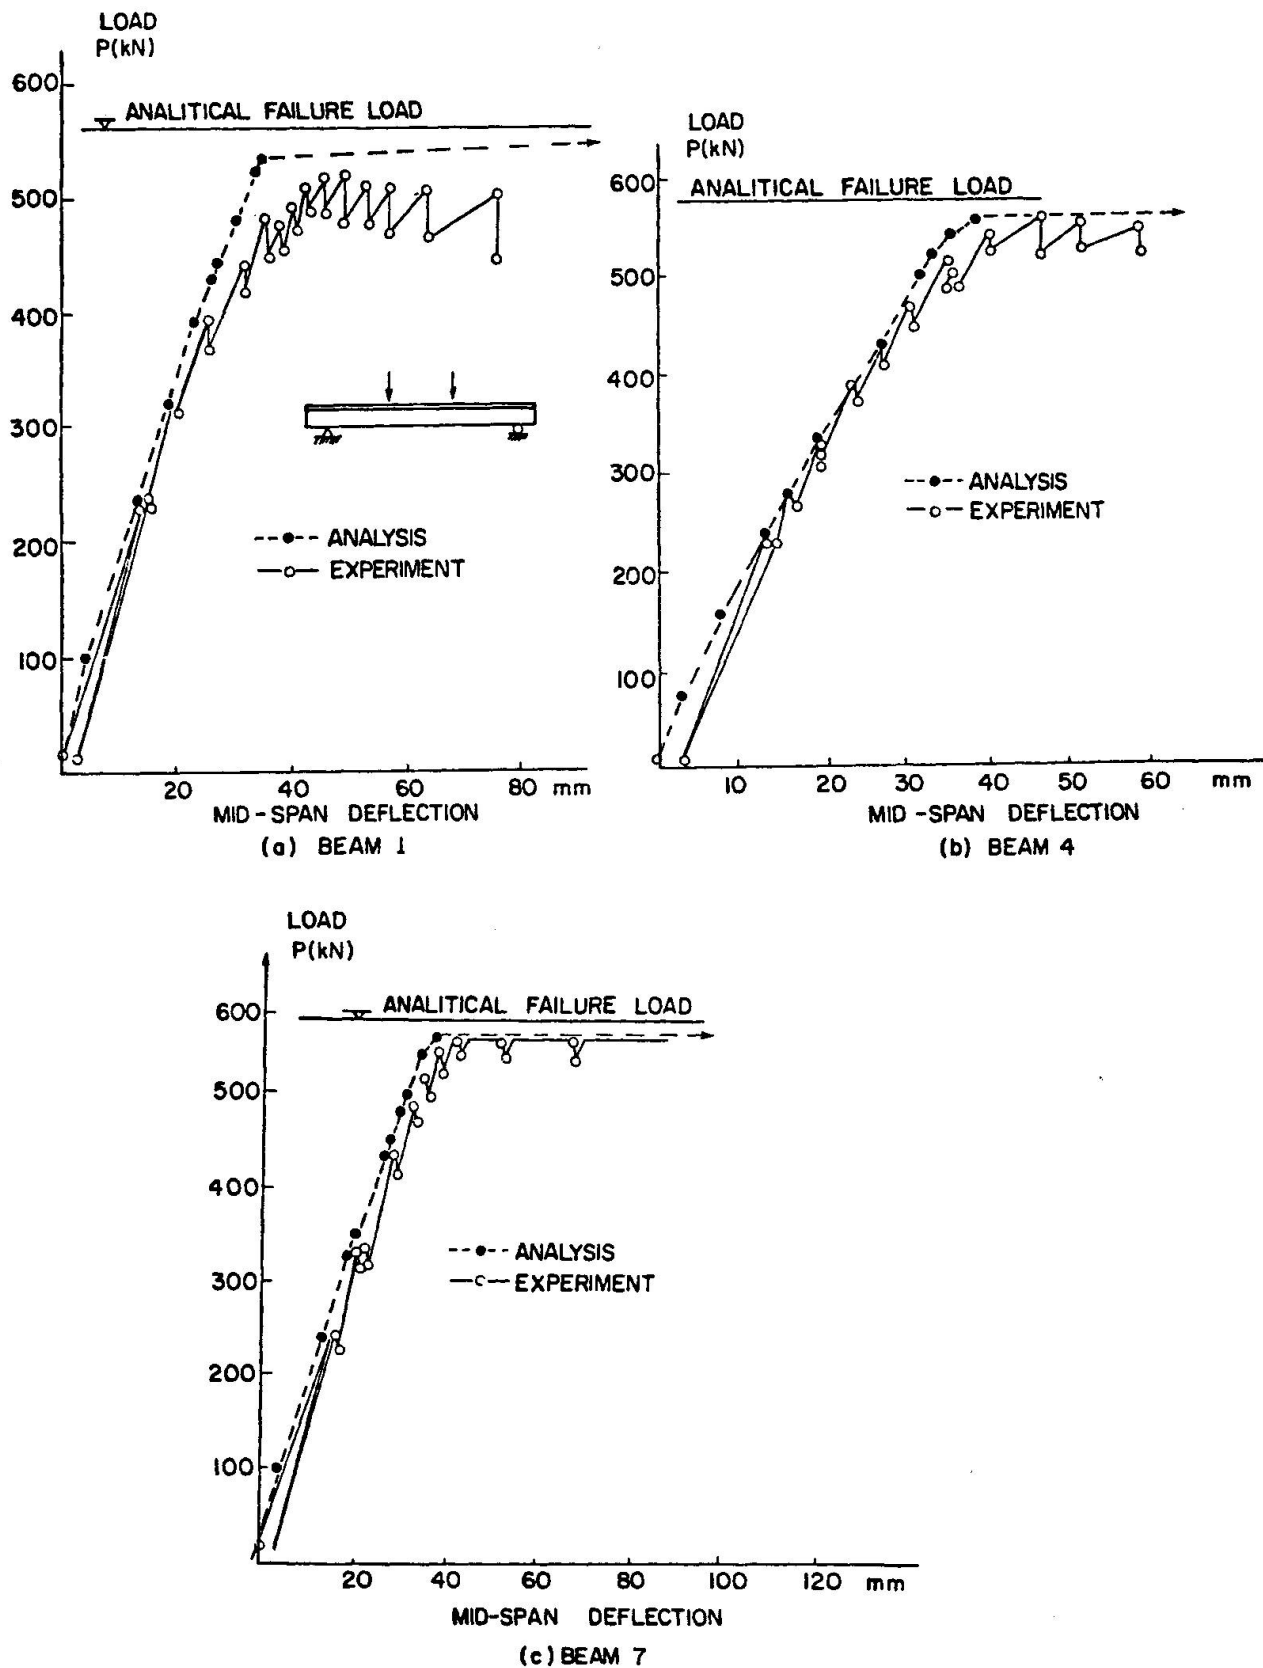 LOAD
P(kN)
600
ANALITICAL FAILURE LOAD
500
400
300
200
100
ANALYSIS
EXPERIMENT
20 40 60 80 mm
MID-SPAN DEFLECTION
(a) BEAM 1
LOAD
P(kN)
600
ANALITICAL FAILURE LOAD
500
400
300
200
100
ANALYSIS
EXPERIMENT
10 20 30 40 50 60 mm
MID-SPAN DEFLECTION
(b) BEAM 4
LOAD
P(kN)
600
ANALITICAL FAILURE LOAD
500
400
300
200
100
ANALYSIS
EXPERIMENT
20 40 60 80 100 120 mm
MID-SPAN DEFLECTION
(c) BEAM 7